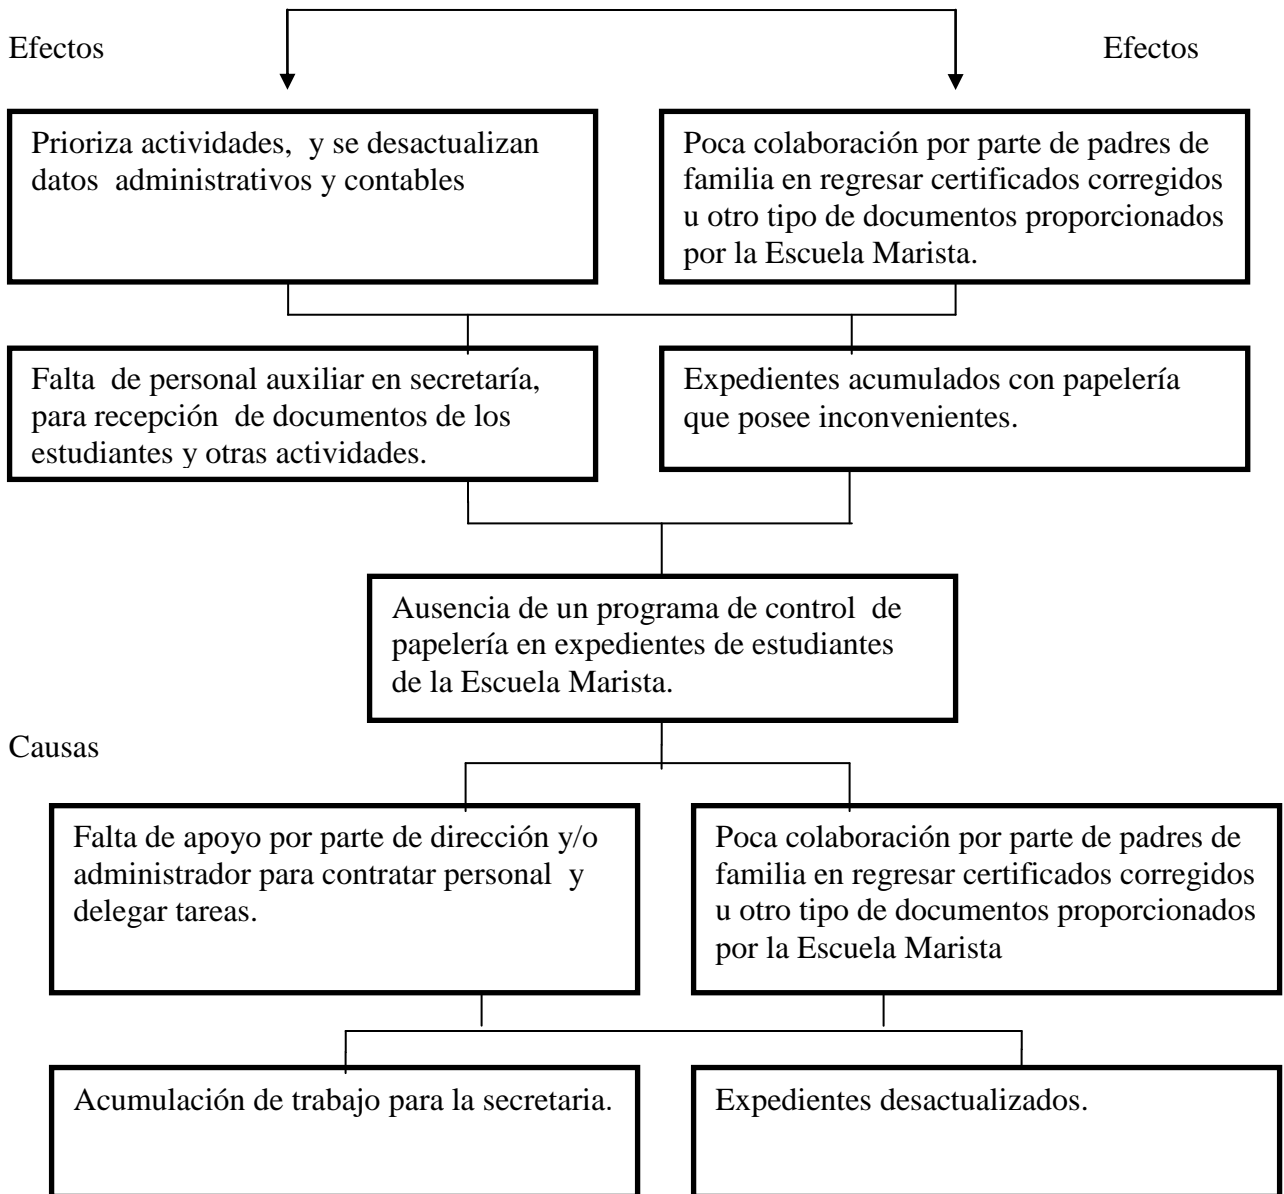 Efectos
Efectos
Prioriza actividades, y se desactualizan
datos administrativos y contables
Poca colaboración por parte de padres de
familia en regresar certificados corregidos
u otro tipo de documentos proporcionados
por la Escuela Marista.
Falta de personal auxiliar en secretaría,
para recepción de documentos de los
estudiantes y otras actividades.
Expedientes acumulados con papelería
que posee inconvenientes.
Ausencia de un programa de control de
papelería en expedientes de estudiantes
de la Escuela Marista.
Causas
Falta de apoyo por parte de dirección y/o
administrador para contratar personal y
delegar tareas.
Poca colaboración por parte de padres de
familia en regresar certificados corregidos
u otro tipo de documentos proporcionados
por la Escuela Marista
Acumulación de trabajo para la secretaria.
Expedientes desactualizados.